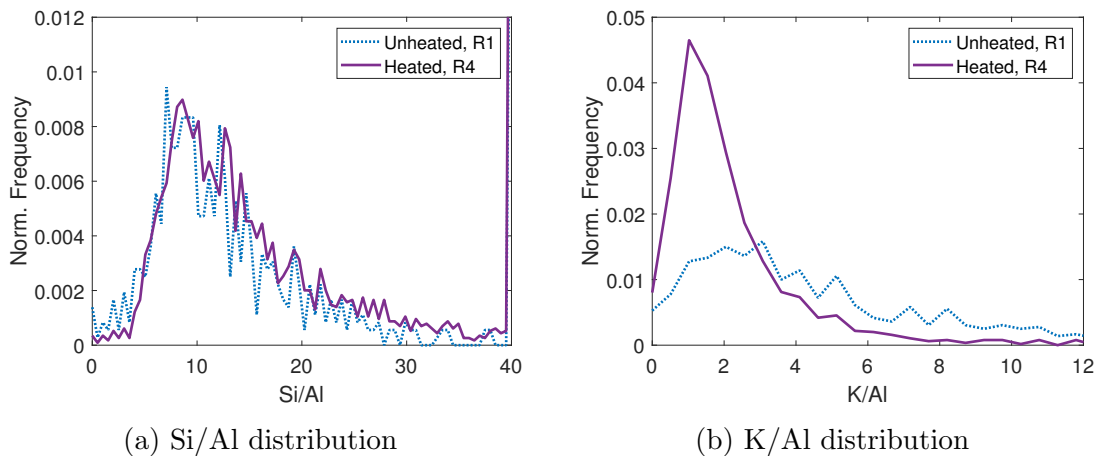 0.012
0.01
0.008
0.006
0.004
0.002
0
Norm. Frequency
0 10 20 30 40
Si/Al
Unheated, R1
Heated, R4
(a) Si/Al distribution
0.05
0.04
0.03
0.02
0.01
0
Norm. Frequency
0 2 4 6 8 10 12
K/Al
Unheated, R1
Heated, R4
(b) K/Al distribution